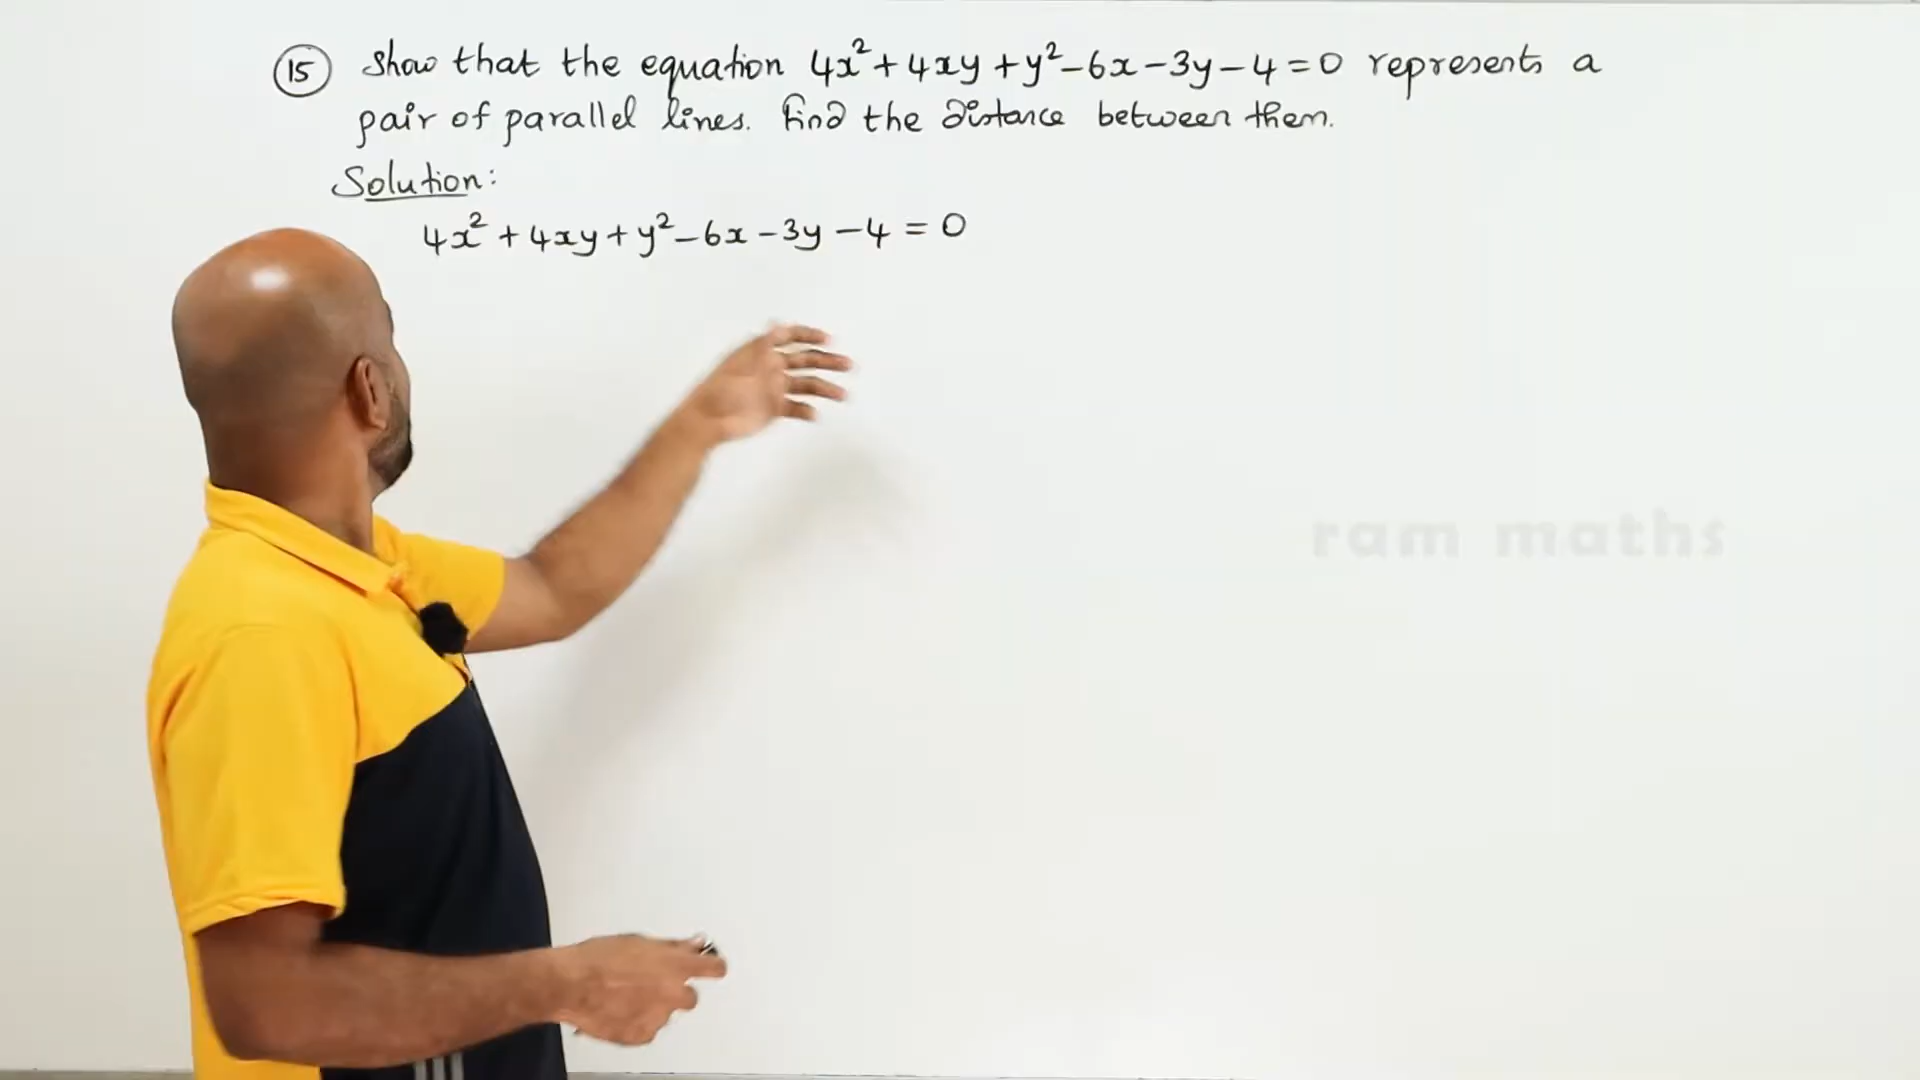 15 Show that the equation 4x²+4xy+y²-6x-3y-4=0 represents a
pair of parallel lines. Find the distance between them.
Solution:
4x²+4xy+y²-6x-3y-4=0
ram maths